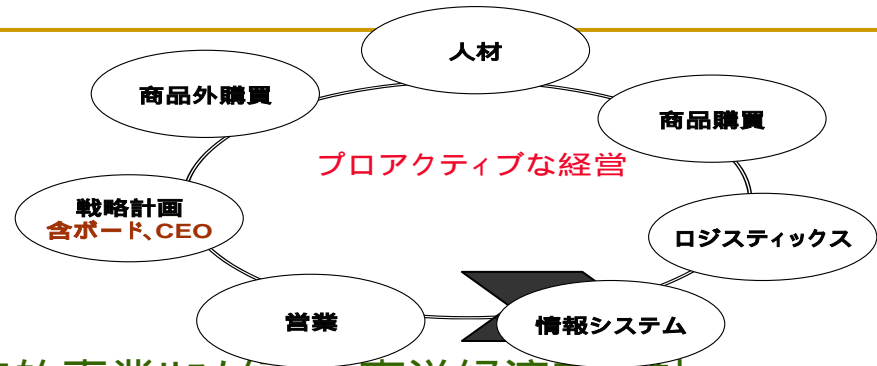 人材
商品外購買
商品購買
プロアクティブな経営
戦略計画
含ボード、CEO
ロジスティックス
営業
情報システム